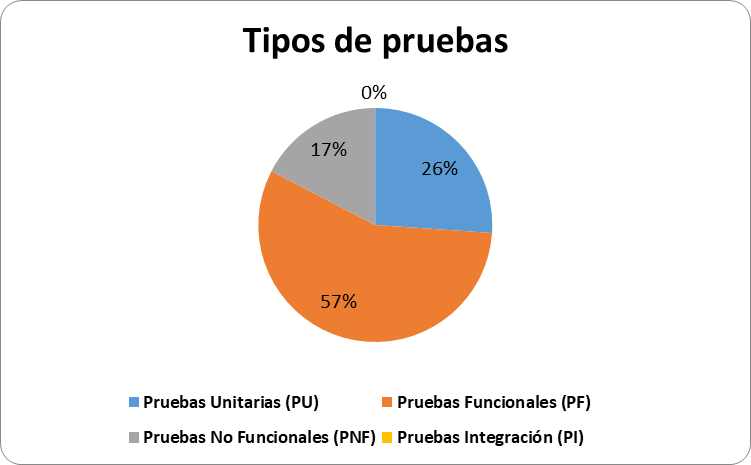 Tipos de pruebas
0%
17%
26%
57%
Pruebas Unitarias (PU)
Pruebas Funcionales (PF)
Pruebas No Funcionales (PNF)
Pruebas Integración (PI)